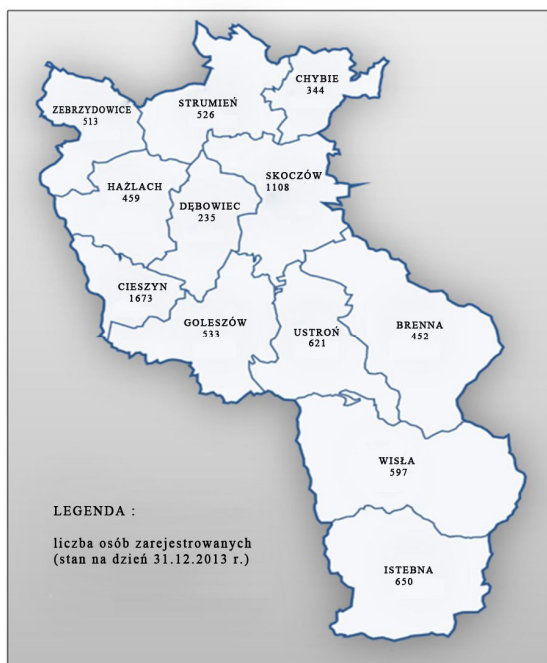 CHYBIE
344
STRUMIEŃ
526
ZEBRZYDOWICE
513
SKOCZÓW
1108
HAŻLACH
459
DĘBOWIEC
235
CIESZYN
1673
GOLESZÓW
533
USTROŃ
621
BRENNA
452
WISŁA
597
LEGENDA :
liczba osób zarejestrowanych
(stan na dzień 31.12.2013 r.)
ISTEBNA
650